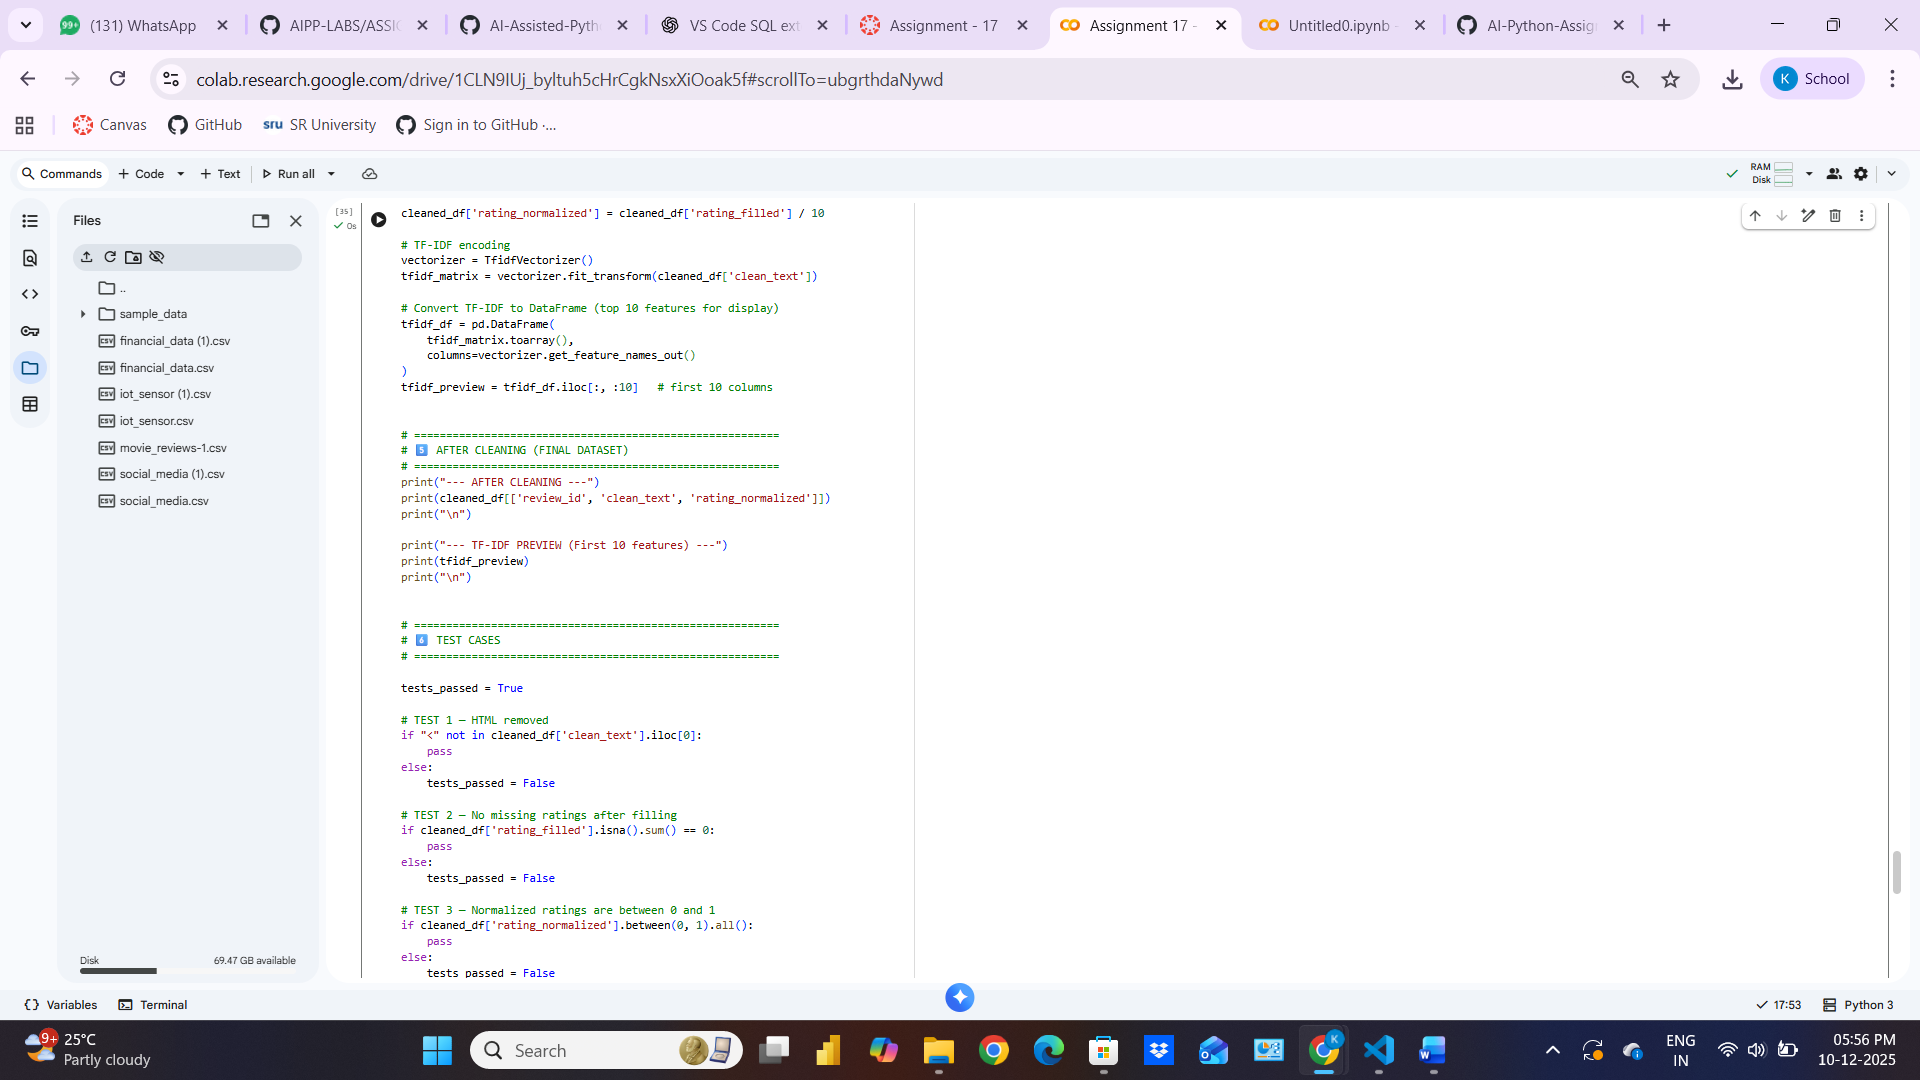 (131) WhatsApp
AIPP-LABS/ASSIG
AI-Assisted-Pyth
VS Code SQL ext
Assignment - 17
Assignment 17 -
Untitled0.ipynb -
AI-Python-Assig
colab.research.google.com/drive/1CLN9IUj_byltuh5cHrCgkNsxXiOoak5f#scrollTo=ubgrthdaNywd
K School
Canvas
GitHub
sru SR University
Sign in to GitHub ·...
Commands
+ Code
+ Text
Run all
RAM
Disk
Files
..
sample_data
financial_data (1).csv
financial_data.csv
iot_sensor (1).csv
iot_sensor.csv
movie_reviews-1.csv
social_media (1).csv
social_media.csv
Disk
69.47 GB available
[35]
0s
cleaned_df['rating_normalized'] = cleaned_df['rating_filled'] / 10
# TF-IDF encoding
vectorizer = TfidfVectorizer()
tfidf_matrix = vectorizer.fit_transform(cleaned_df['clean_text'])
# Convert TF-IDF to DataFrame (top 10 features for display)
tfidf_df = pd.DataFrame(
tfidf_matrix.toarray(),
columns=vectorizer.get_feature_names_out()
)
tfidf_preview = tfidf_df.iloc[:, :10]   # first 10 columns
# =========================================================
# 5️⃣ AFTER CLEANING (FINAL DATASET)
# =========================================================
print("--- AFTER CLEANING ---")
print(cleaned_df[['review_id', 'clean_text', 'rating_normalized']])
print("\n")
print("--- TF-IDF PREVIEW (First 10 features) ---")
print(tfidf_preview)
print("\n")
# =========================================================
# 6️⃣ TEST CASES
# =========================================================
tests_passed = True
# TEST 1 – HTML removed
if "<" not in cleaned_df['clean_text'].iloc[0]:
pass
else:
tests_passed = False
# TEST 2 – No missing ratings after filling
if cleaned_df['rating_filled'].isna().sum() == 0:
pass
else:
tests_passed = False
# TEST 3 – Normalized ratings are between 0 and 1
if cleaned_df['rating_normalized'].between(0, 1).all():
pass
else:
tests_passed = False
Variables
Terminal
17:53
Python 3
9+
25°C
Partly cloudy
Search
ENG
IN
05:56 PM
10-12-2025